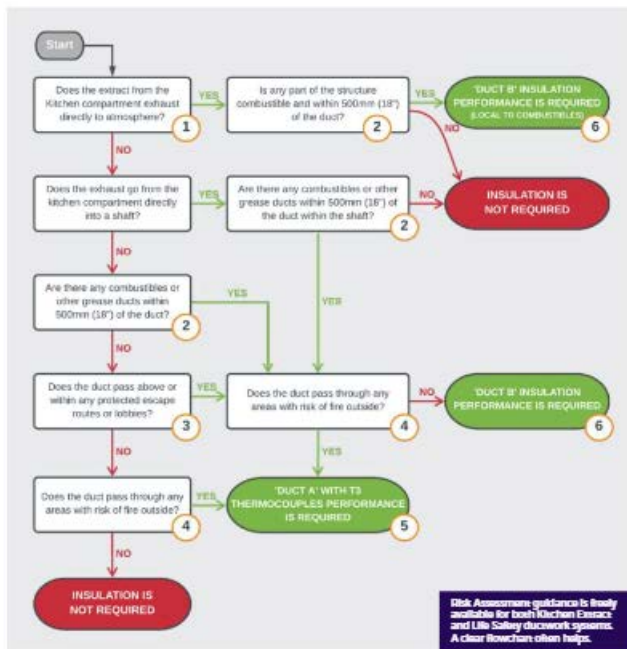 Start
Does the extract from the
Kitchen compartment exhaust
directly to atmosphere?
1
YES
Is any part of the structure
combustible and within 500mm (18")
of the duct?
2
YES
'DUCT B' INSULATION
PERFORMANCE IS REQUIRED
(LOCAL TO COMBUSTIBLES)
6
NO
NO
Does the exhaust go from the
kitchen compartment directly
into a shaft?
YES
Are there any combustibles or other
grease ducts within 500mm (18") of
the duct within the shaft?
2
NO
INSULATION IS
NOT REQUIRED
NO
Are there any combustibles or
other grease ducts within
500mm (18") of the duct?
2
YES
YES
NO
Does the duct pass above or
within any protected escape
routes or lobbies?
3
YES
Does the duct pass through any
areas with risk of fire outside?
4
NO
'DUCT B' INSULATION
PERFORMANCE IS REQUIRED
6
NO
YES
Does the duct pass through any
areas with risk of fire outside?
4
YES
'DUCT A' WITH T3
THERMOCOUPLES PERFORMANCE
IS REQUIRED
5
NO
INSULATION IS
NOT REQUIRED
Risk Assessment guidance is freely
available for both Kitchen Extract
and Life Safety ductwork systems.
A clear flowchart often helps.